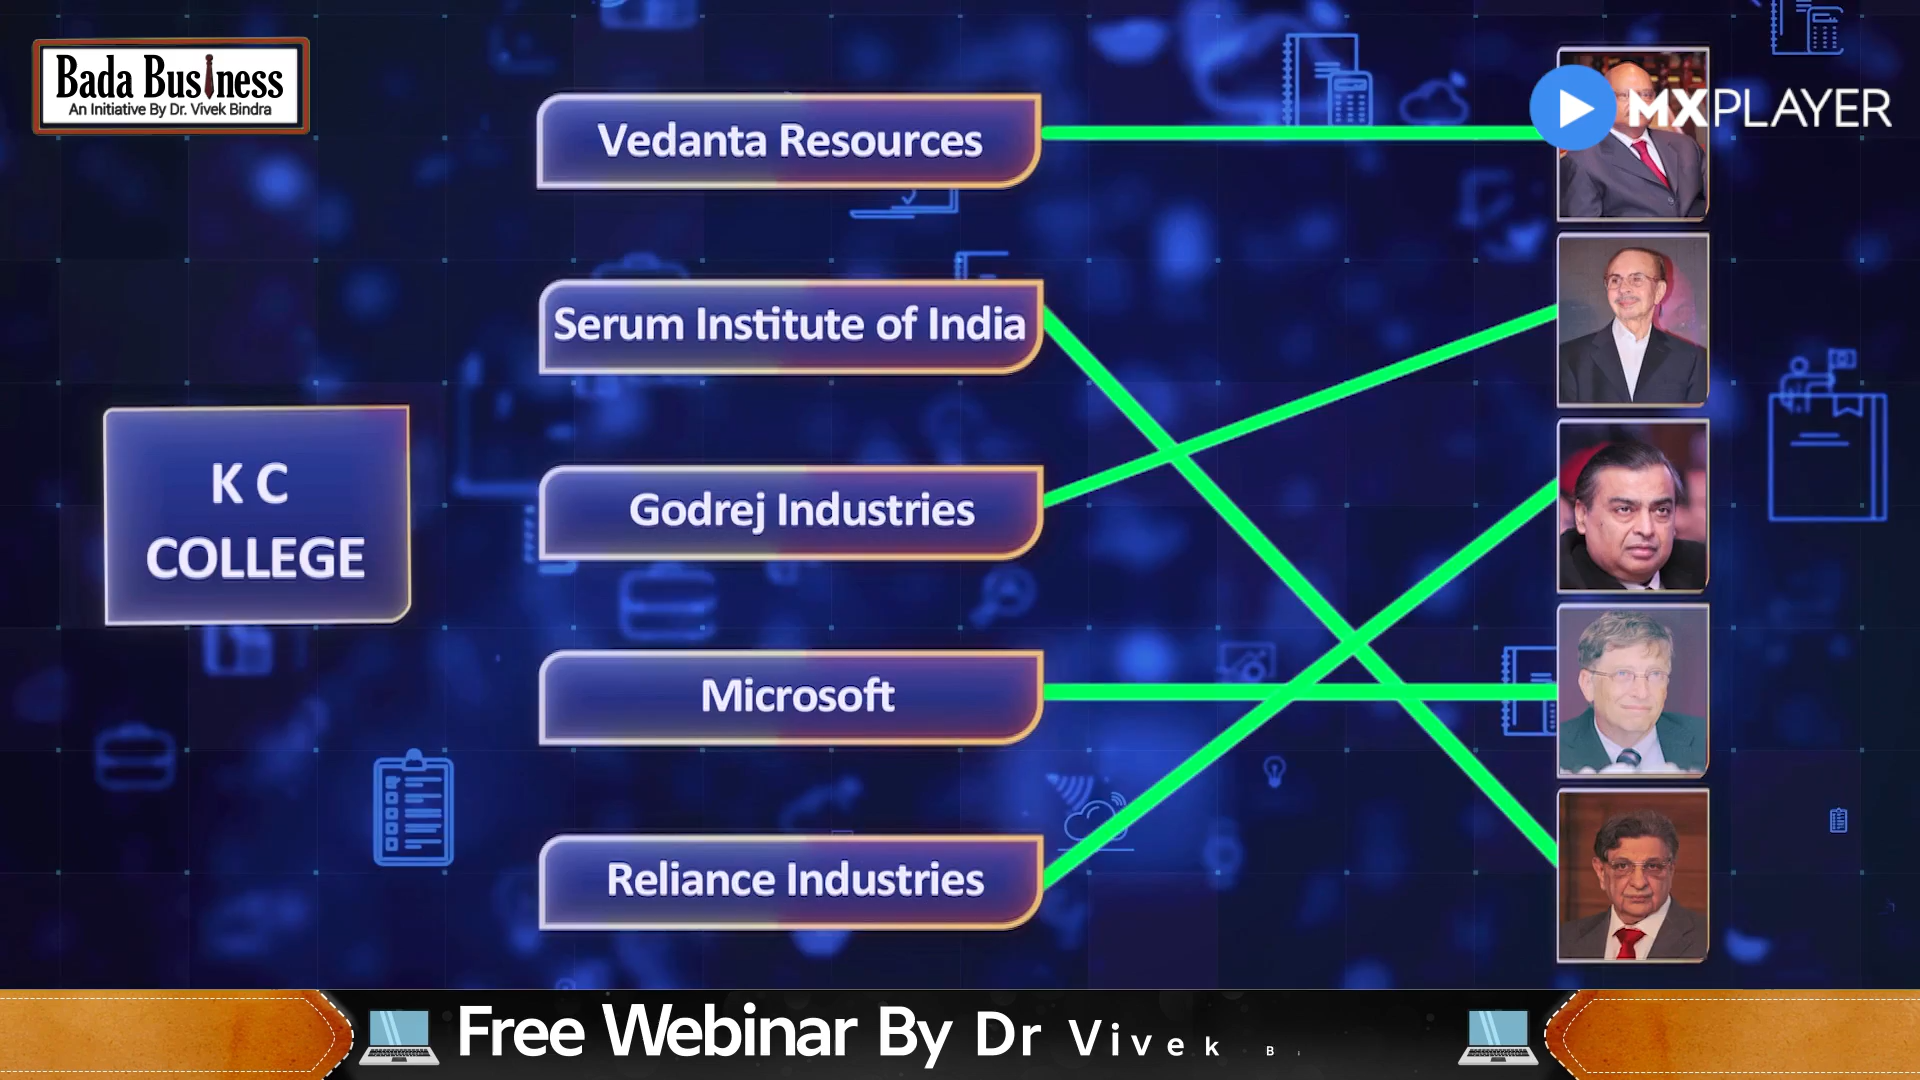 Bada Business
An Initiative By Dr. Vivek Bindra
MXPLAYER
Vedanta Resources
Serum Institute of India
Godrej Industries
K C
COLLEGE
Microsoft
Reliance Industries
Free Webinar By Dr Vivek B